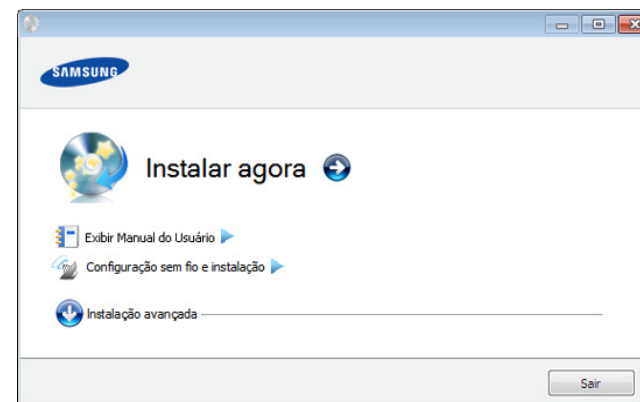 SAMSUNG
Instalar agora
Exibir Manual do Usuário
Configuração sem fio e instalação
Instalação avançada
Sair